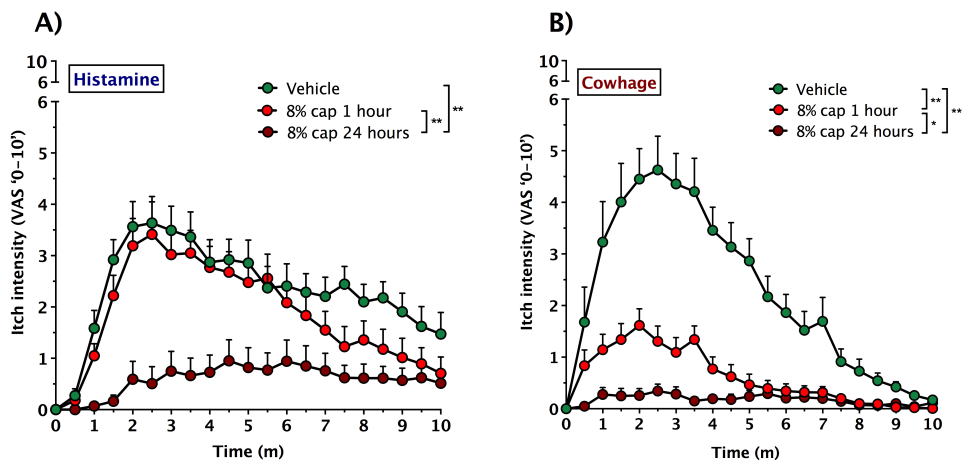 A)
Histamine
Vehicle
8% cap 1 hour
8% cap 24 hours
**
**
Itch intensity (VAS ‘0–10’)
10
6
6
5
4
3
2
1
0
0 1 2 3 4 5 6 7 8 9 10
Time (m)
B)
Cowhage
Vehicle
8% cap 1 hour
8% cap 24 hours
**
*
**
Itch intensity (VAS ‘0–10’)
10
6
6
5
4
3
2
1
0
0 1 2 3 4 5 6 7 8 9 10
Time (m)